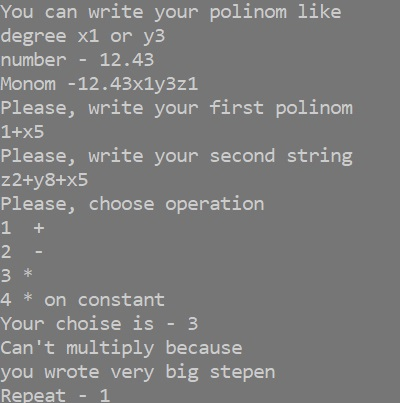 You can write your polinom like
degree x1 or y3
number - 12.43
Monom -12.43x1y3z1
Please, write your first polinom
1+x5
Please, write your second string
z2+y8+x5
Please, choose operation
1  +
2  -
3 *
4 * on constant
Your choise is - 3
Can't multiply because
you wrote very big stepen
Repeat - 1